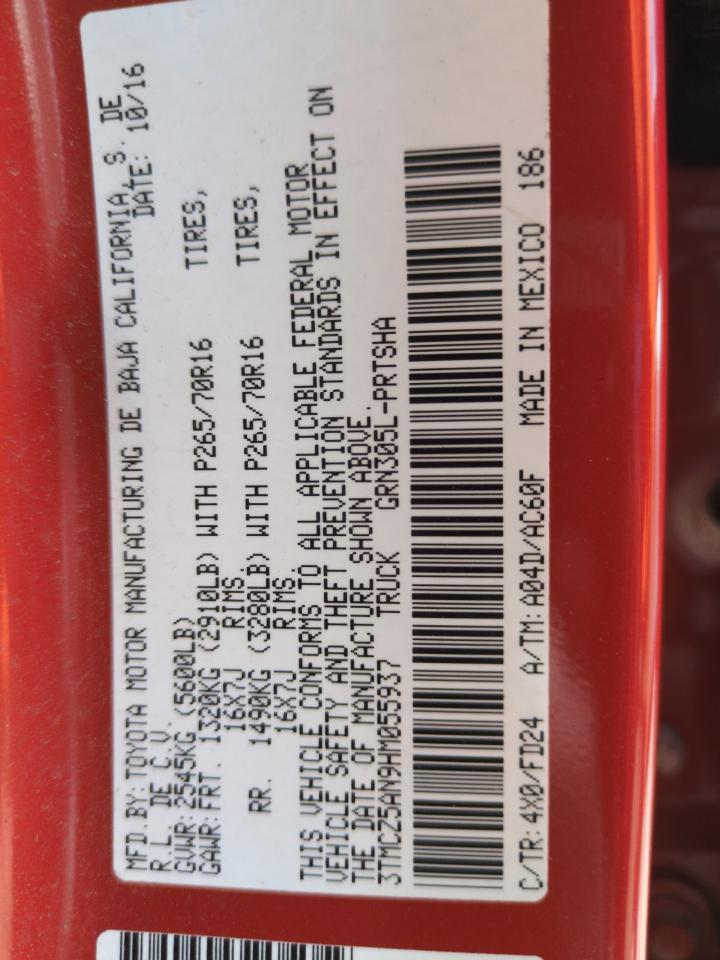 MFD.BY: TOYOTA MOTOR MANUFACTURING DE BAJA CALIFORNIA, S. DE
R.L. DE C.V. DATE: 10/16
GVWR: 2545KG (5600LB)
GAWR: FRT. 1320KG (2910LB) WITH P265/70R16 TIRES,
16X7J RIMS.
RR. 1490KG (3280LB) WITH P265/70R16 TIRES,
16X7J RIMS.
THIS VEHICLE CONFORMS TO ALL APPLICABLE FEDERAL MOTOR
VEHICLE SAFETY AND THEFT PREVENTION STANDARDS IN EFFECT ON
THE DATE OF MANUFACTURE SHOWN ABOVE.
3TMCZ5AN9HM055937 TRUCK GRN305L-PRTSHA
C/TR: 4X0/FD24 A/TM: A04D/AC60F MADE IN MEXICO 186